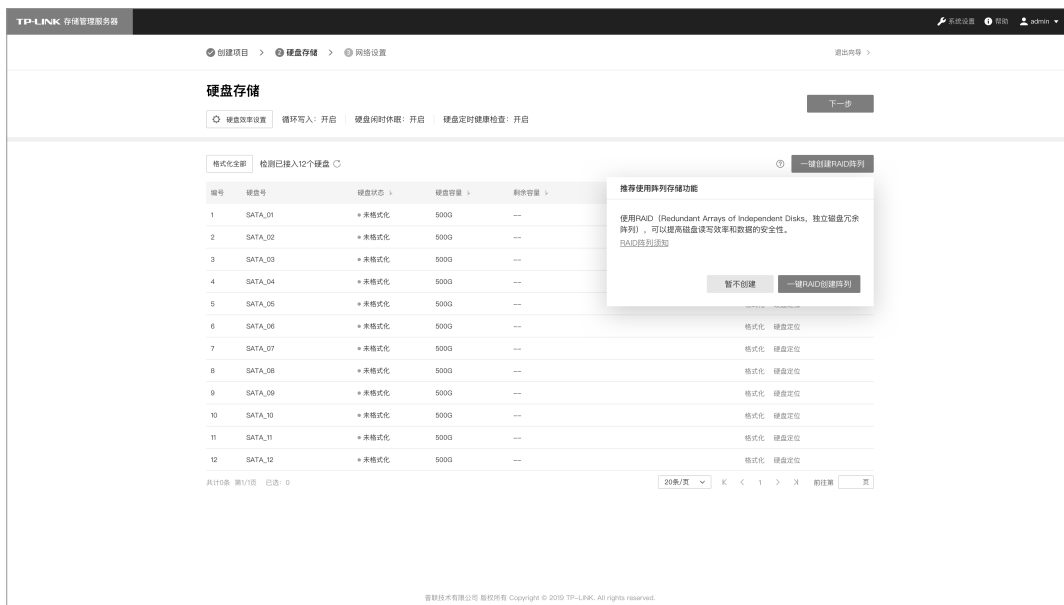 TP-LINK 存储管理服务器
系统设置 帮助 admin
创建项目 > 2 硬盘存储 > 3 网络设置 退出向导 >
硬盘存储
下一步
硬盘效率设置 循环写入：开启 硬盘闲时休眠：开启 硬盘定时健康检查：开启
格式化全部 检测已接入12个硬盘 一键创建RAID阵列
编号 硬盘号 硬盘状态 硬盘容量 剩余容量
推荐使用阵列存储功能
使用RAID（Redundant Arrays of Independent Disks，独立磁盘冗余
阵列），可以提高磁盘读写效率和数据的安全性。
RAID阵列须知
暂不创建 一键RAID创建阵列
1 SATA_01 未格式化 500G --
2 SATA_02 未格式化 500G --
3 SATA_03 未格式化 500G --
4 SATA_04 未格式化 500G --
5 SATA_05 未格式化 500G --
6 SATA_06 未格式化 500G -- 格式化 硬盘定位
7 SATA_07 未格式化 500G -- 格式化 硬盘定位
8 SATA_08 未格式化 500G -- 格式化 硬盘定位
9 SATA_09 未格式化 500G -- 格式化 硬盘定位
10 SATA_10 未格式化 500G -- 格式化 硬盘定位
11 SATA_11 未格式化 500G -- 格式化 硬盘定位
12 SATA_12 未格式化 500G -- 格式化 硬盘定位
共计0条 第1/1页 已选：0 20条/页 1 前往第 页
普联技术有限公司 版权所有 Copyright © 2019 TP-LINK. All rights reserved.